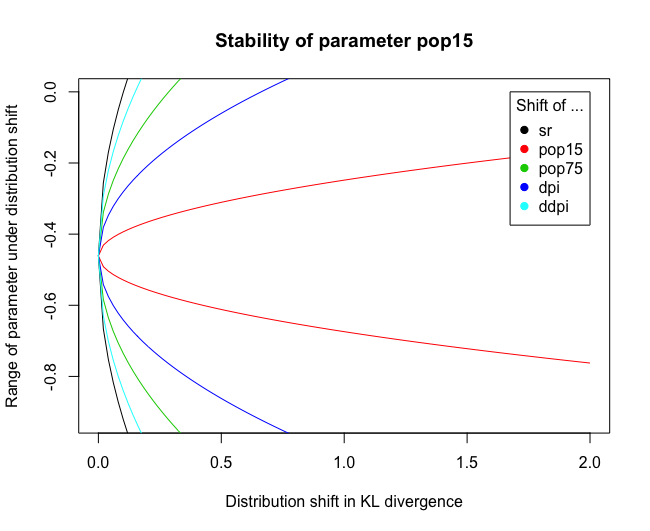 Stability of parameter pop15
Range of parameter under distribution shift
0.0
-0.2
-0.4
-0.6
-0.8
Shift of ...
sr
pop15
pop75
dpi
ddpi
0.0 0.5 1.0 1.5 2.0
Distribution shift in KL divergence